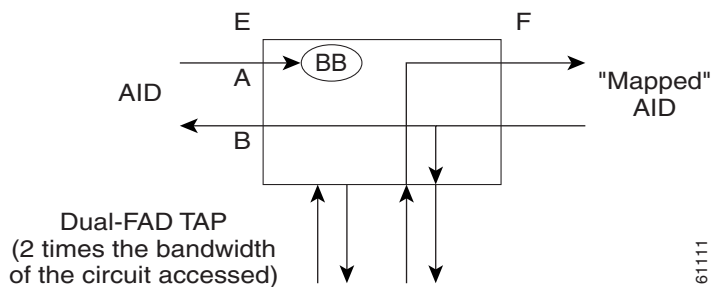 E
F
BB
A
AID
"Mapped"
AID
B
Dual-FAD TAP
(2 times the bandwidth
of the circuit accessed)
61111